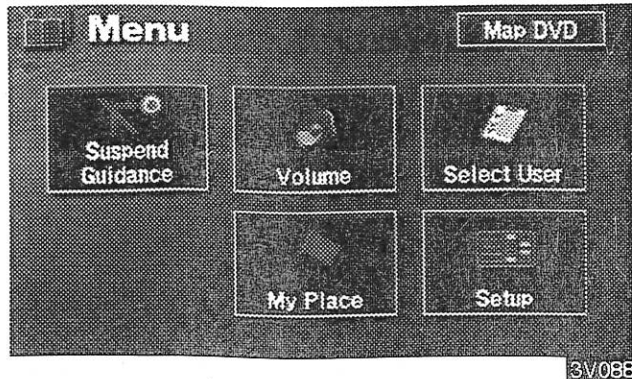 Menu
Map DVD
Suspend
Guidance
Volume
Select User
My Place
Setup
3V088